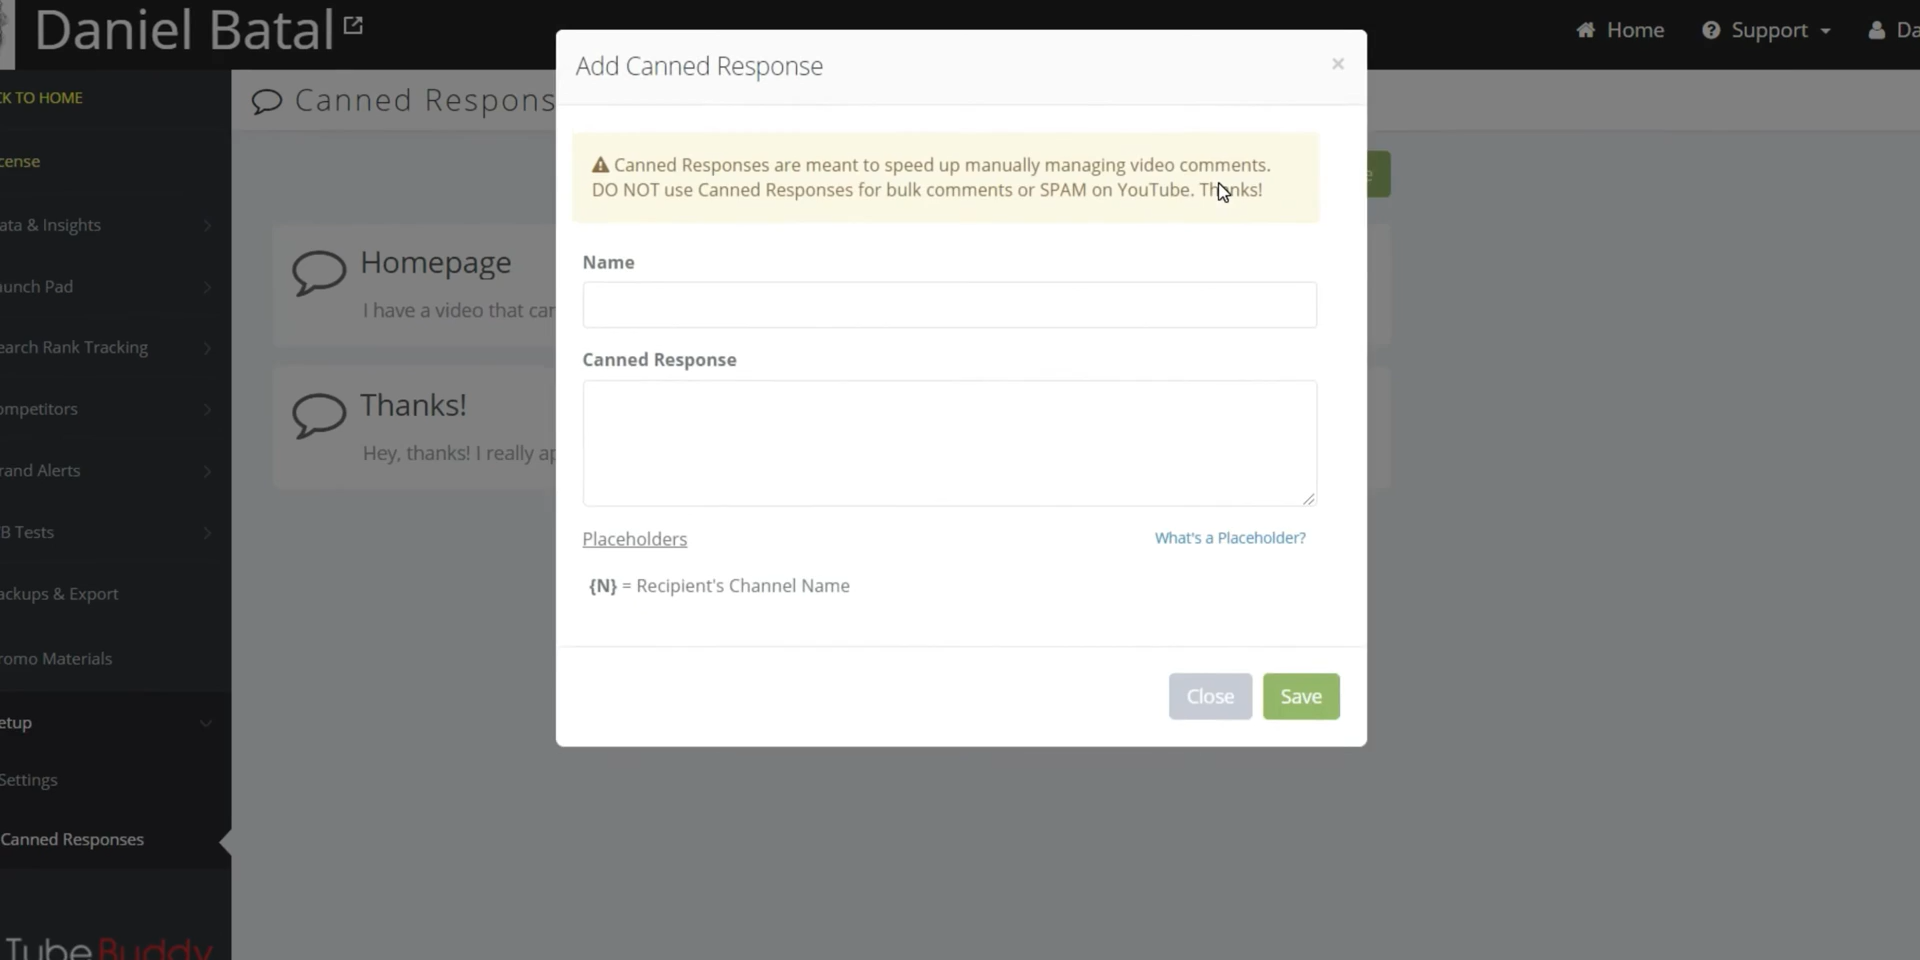 Daniel Batal
Home
Support
Da
CK TO HOME
cense
ata & Insights
aunch Pad
earch Rank Tracking
ompetitors
rand Alerts
B Tests
ackups & Export
romo Materials
etup
Settings
Canned Responses
TubeBuddy
Canned Respons
Homepage
I have a video that can
Thanks!
Hey, thanks! I really ap
Add Canned Response
×
Canned Responses are meant to speed up manually managing video comments.
DO NOT use Canned Responses for bulk comments or SPAM on YouTube. Thanks!
Name
Canned Response
Placeholders
What's a Placeholder?
{N} = Recipient's Channel Name
Close
Save